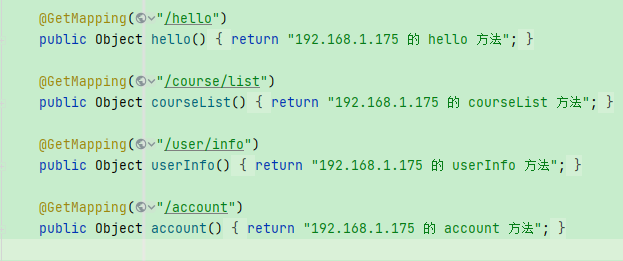 @GetMapping("/hello")
public Object hello() { return "192.168.1.175 的 hello 方法"; }
@GetMapping("/course/list")
public Object courseList() { return "192.168.1.175 的 courseList 方法"; }
@GetMapping("/user/info")
public Object userInfo() { return "192.168.1.175 的 userInfo 方法"; }
@GetMapping("/account")
public Object account() { return "192.168.1.175 的 account 方法"; }